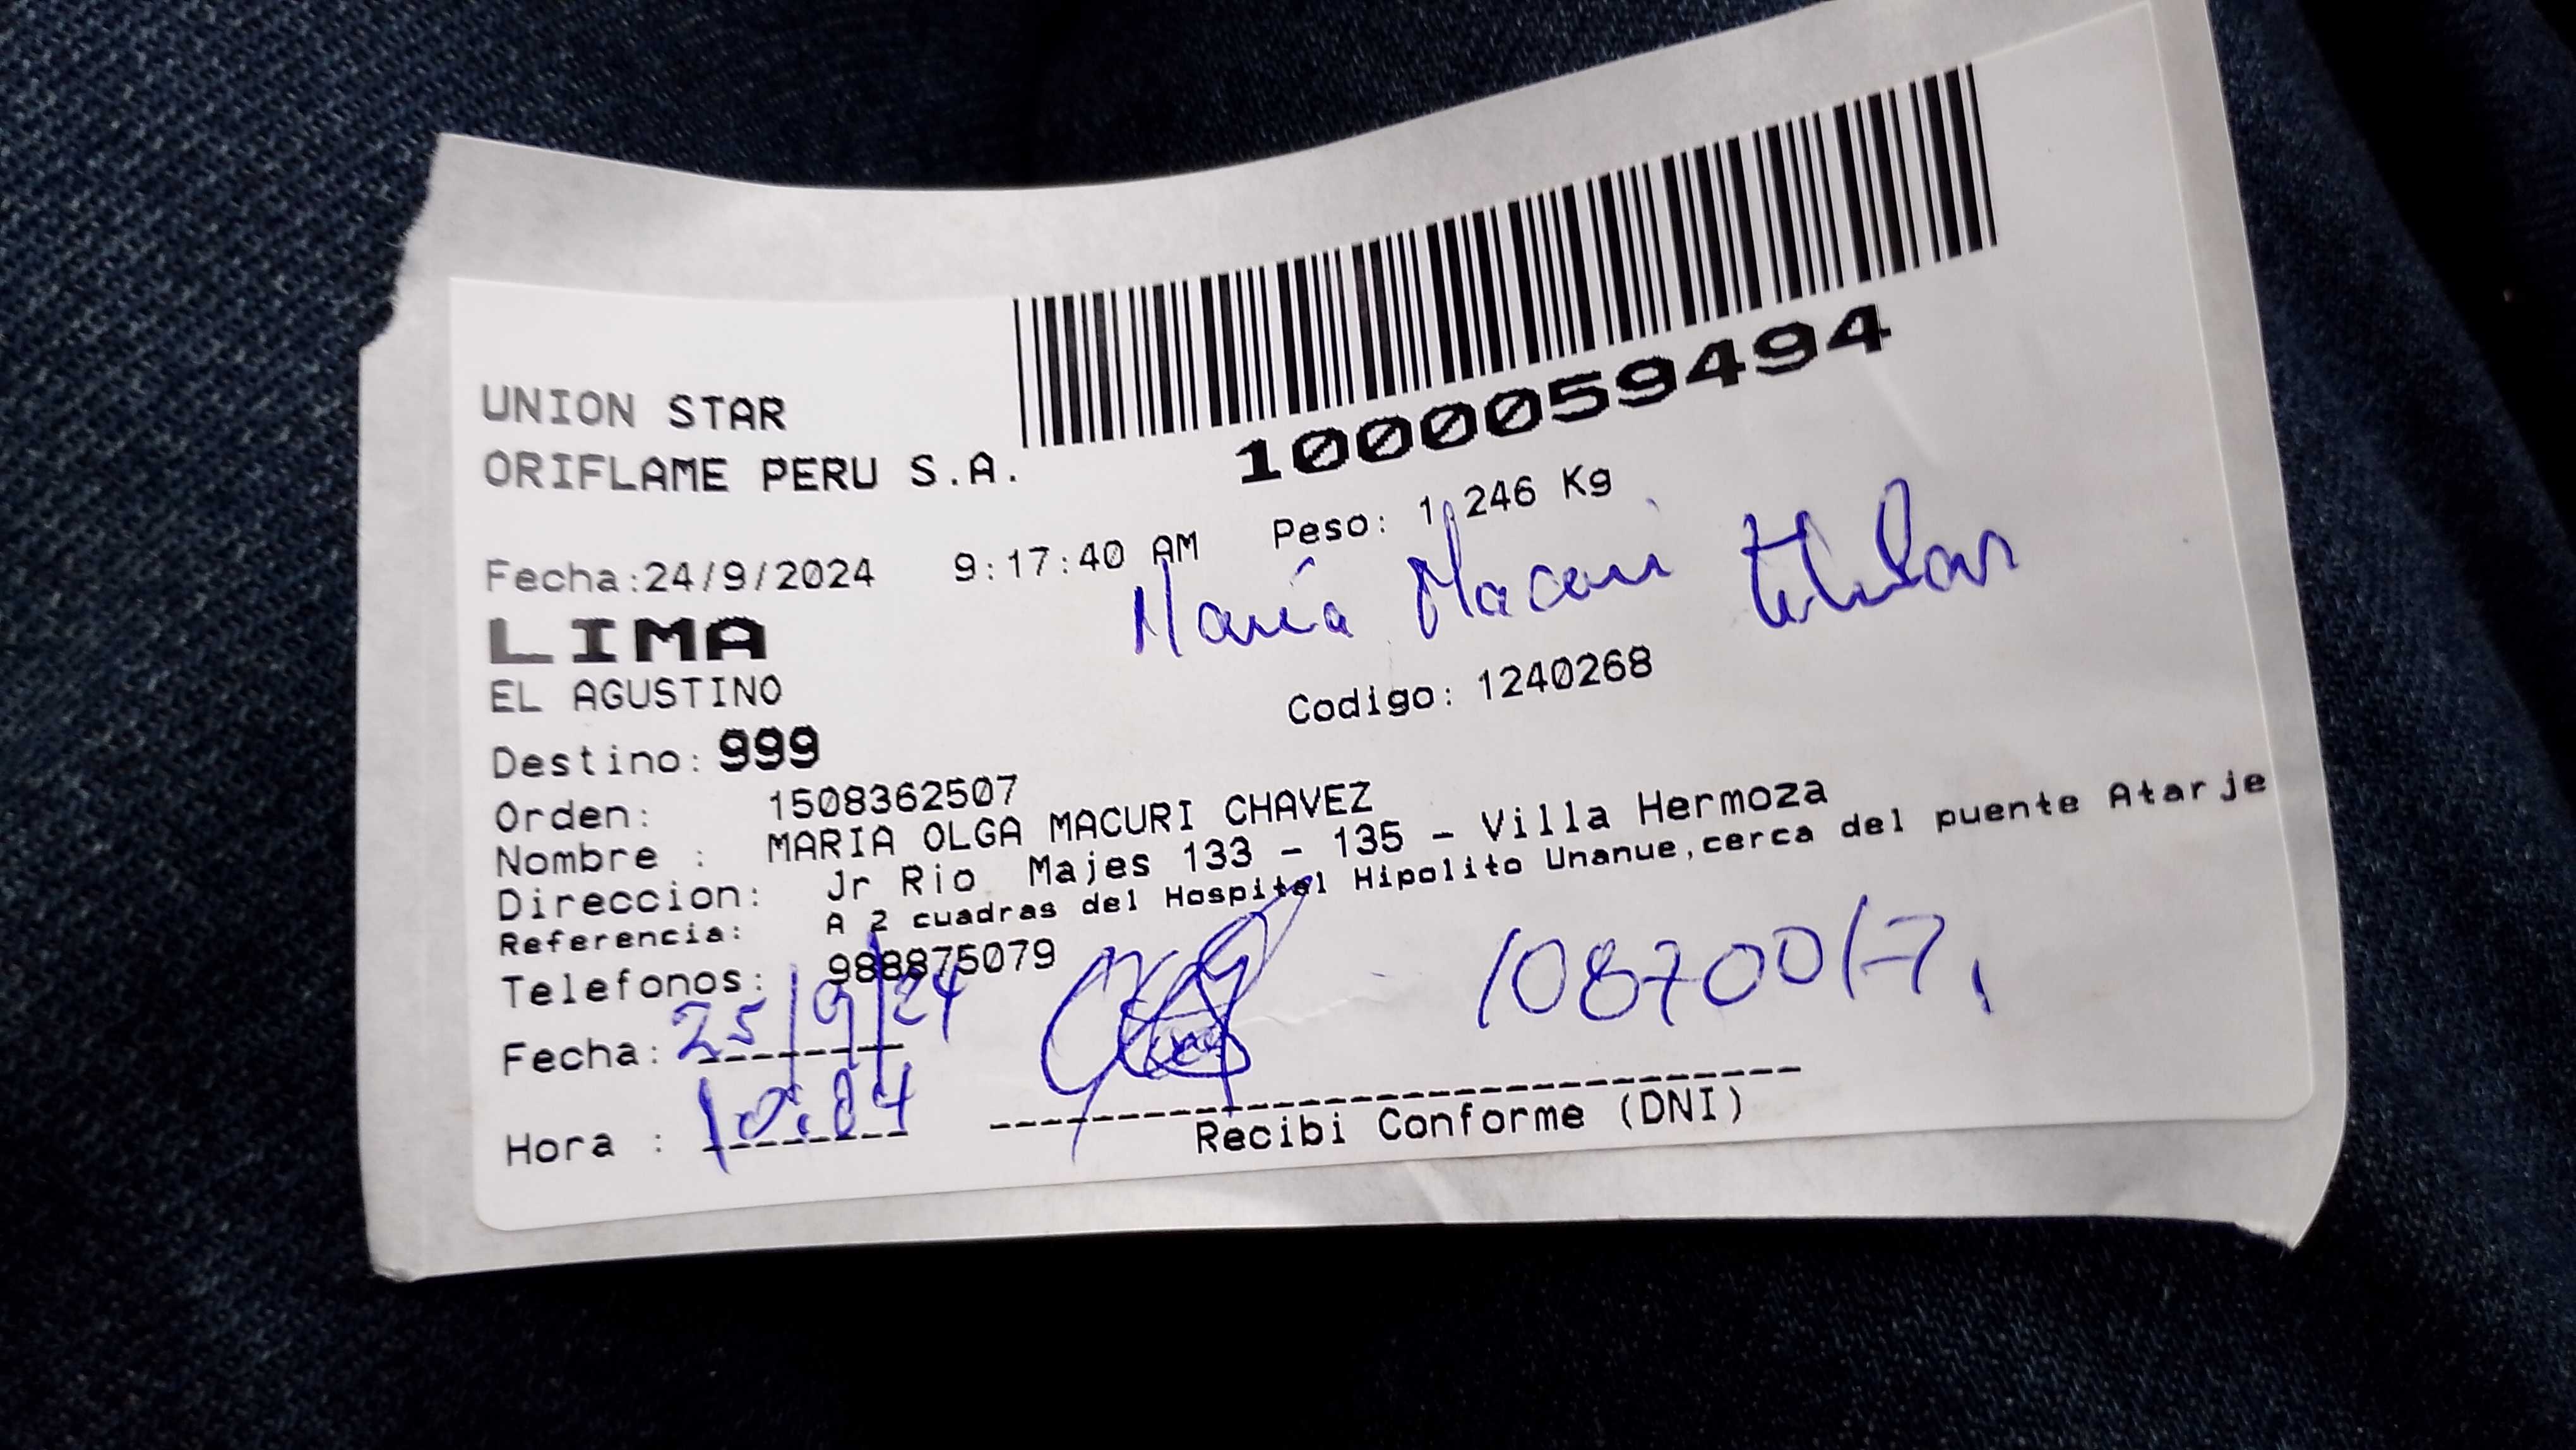 UNION STAR
ORIFLAME PERU S.A.
1000059494
Fecha:24/9/2024 9:17:40 AM Peso: 1,246 Kg
María Macuri titular
LIMA
EL AGUSTINO
Codigo: 1240268
Destino: 999
Orden: 1508362507
Nombre : MARIA OLGA MACURI CHAVEZ
Direccion: Jr Rio Majes 133 - 135 - Villa Hermoza
Referencia: A 2 cuadras del Hospital Hipolito Unanue,cerca del puente Atarje
Telefonos: 988875079
Fecha: 25/9/24
10870017
Hora : 10:04
Recibi Conforme (DNI)